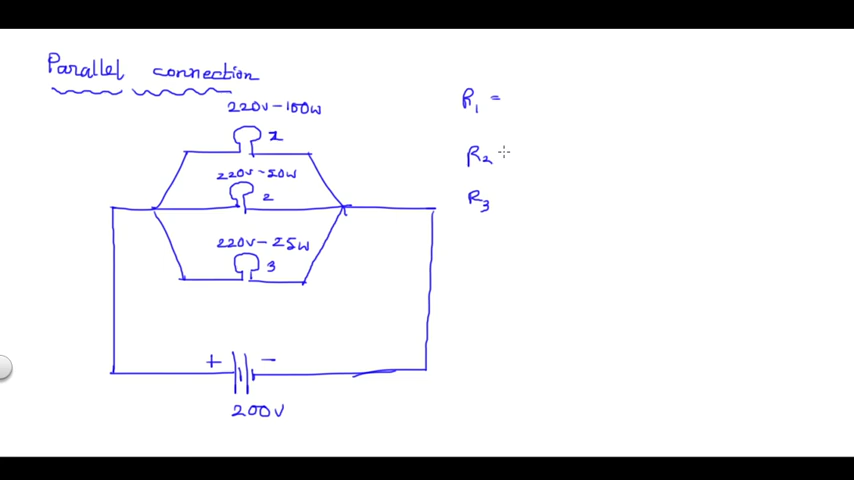 Parallel connection
220v-100w
1
220v-50w
2
220v-25w
3
+ -
200v
R1 =
R2
R3